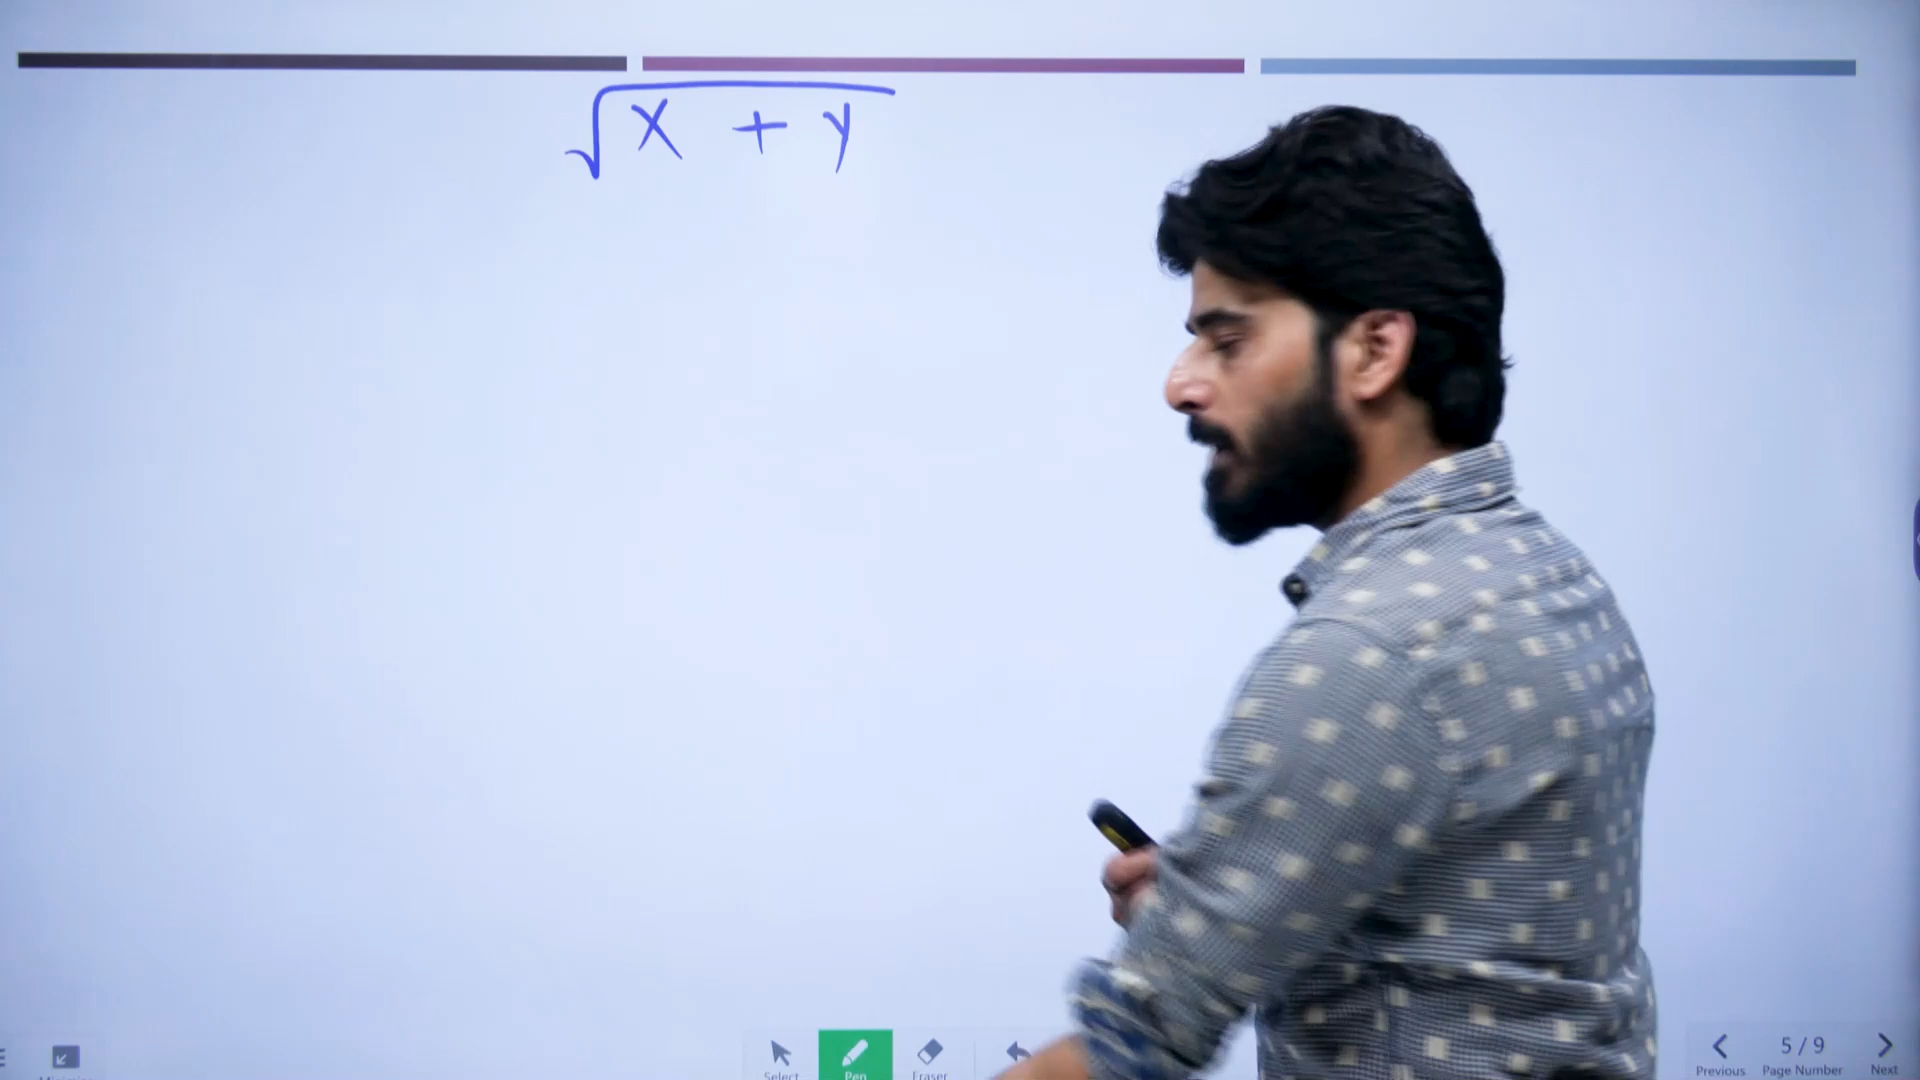 √(x + y)
Select
Pen
Eraser
5 / 9
Previous Page Number Next